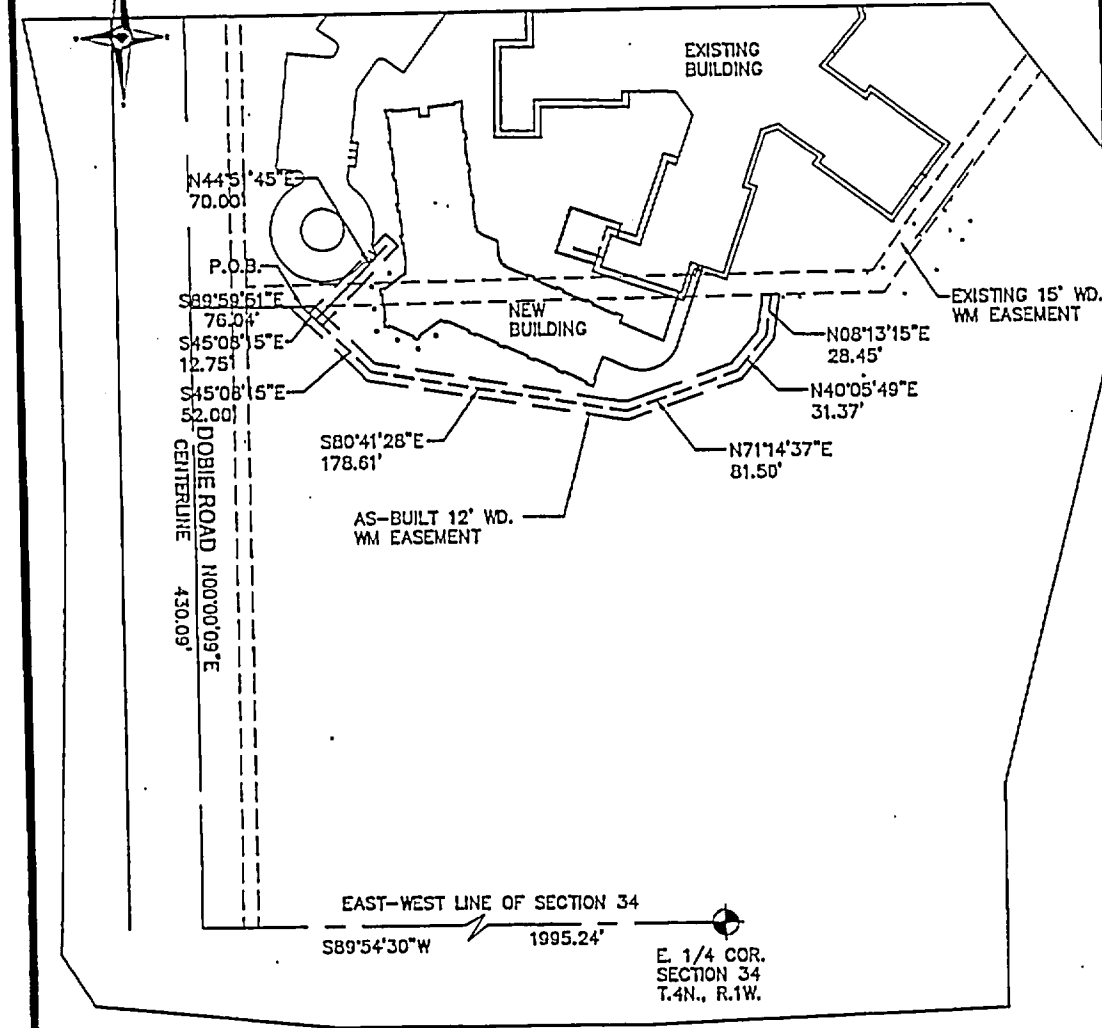 EXISTING
BUILDING
N44°51'45"E
70.00'
P.O.B.
S89°59'51"E
76.04'
S45°08'15"E
12.75'
S45°08'15"E
52.00'
NEW
BUILDING
EXISTING 15' WD.
WM EASEMENT
N08°13'15"E
28.45'
N40°05'49"E
31.37'
N71°14'37"E
81.50'
S80°41'28"E
178.61'
AS-BUILT 12' WD.
WM EASEMENT
DOBIE ROAD N00°00'09"E
CENTERLINE 430.09'
EAST-WEST LINE OF SECTION 34
S89°54'30"W 1995.24'
E. 1/4 COR.
SECTION 34
T.4N., R.1W.